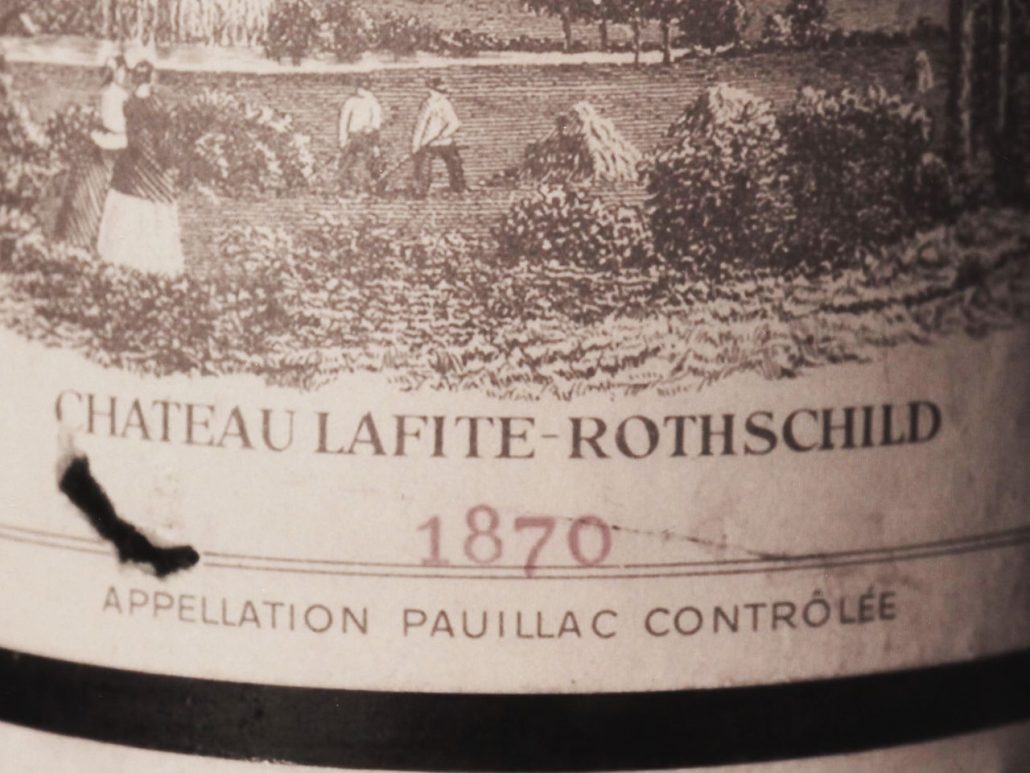 CHATEAU LAFITE-ROTHSCHILD
1870
APPELLATION PAUILLAC CONTRÔLÉE